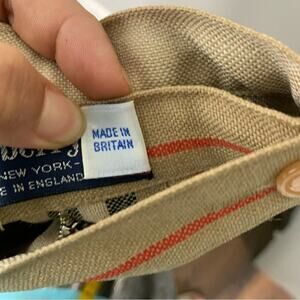 MADE IN
BRITAIN
NEW YORK-
E IN ENGLAND